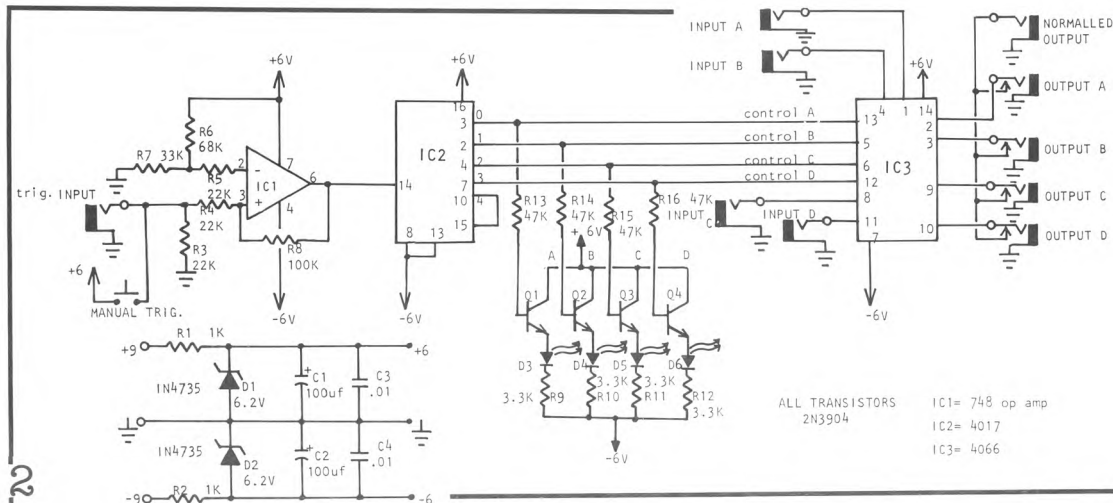 INPUT A
INPUT B
NORMALLED
OUTPUT
OUTPUT A
OUTPUT B
OUTPUT C
OUTPUT D
+6V
+6V
+6V
R6
68K
R7 33K
R5
22K
2
-
7
IC1
6
3
+
4
trig. INPUT
R4
22K
R3
22K
R8
100K
+6
MANUAL TRIG.
-6V
14
IC2
16
3
0
2
1
4
2
7
3
10
4
15
8
13
-6V
control A
control B
control C
control D
4
1
14
2
13
3
5
IC3
6
12
9
8
11
10
7
-6V
R13
47K
R14
47K
R15
47K
R16 47K
INPUT
C
INPUT D
+ 6V
A
B
C
D
Q1
Q2
Q3
Q4
D3
D4
D5
D6
3.3K
R9
3.3K
R10
3.3K
R11
R12
3.3K
-6V
R1 1K
+9
+6
IN4735
D1
6.2V
+
C1
100uf
C3
.01
IN4735
D2
6.2V
+
C2
100uf
C4
.01
-9
R2 1K
-6
ALL TRANSISTORS
2N3904
IC1= 748 op amp
IC2= 4017
IC3= 4066